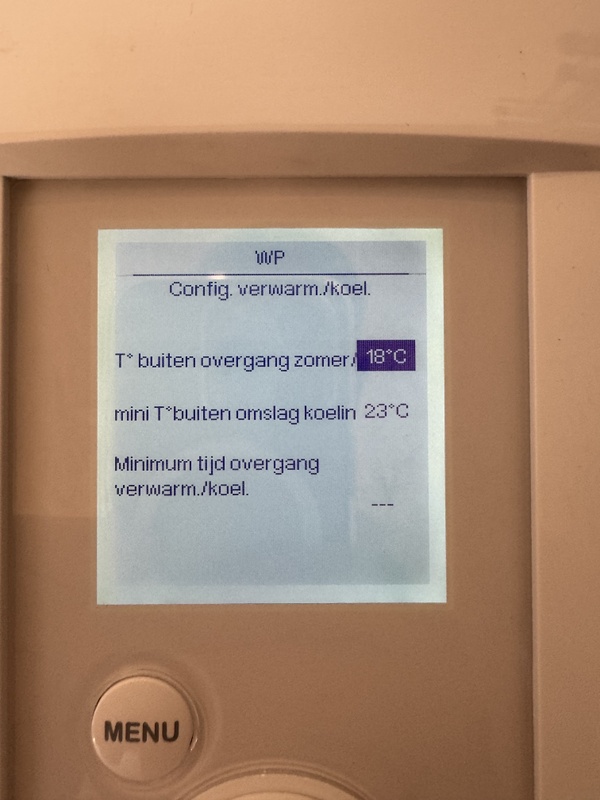 WP
Config. verwarm./koel.
T° buiten overgang zomer/ 18°C
mini T°buiten omslag koelin 23°C
Minimum tijd overgang
verwarm./koel.
---
MENU